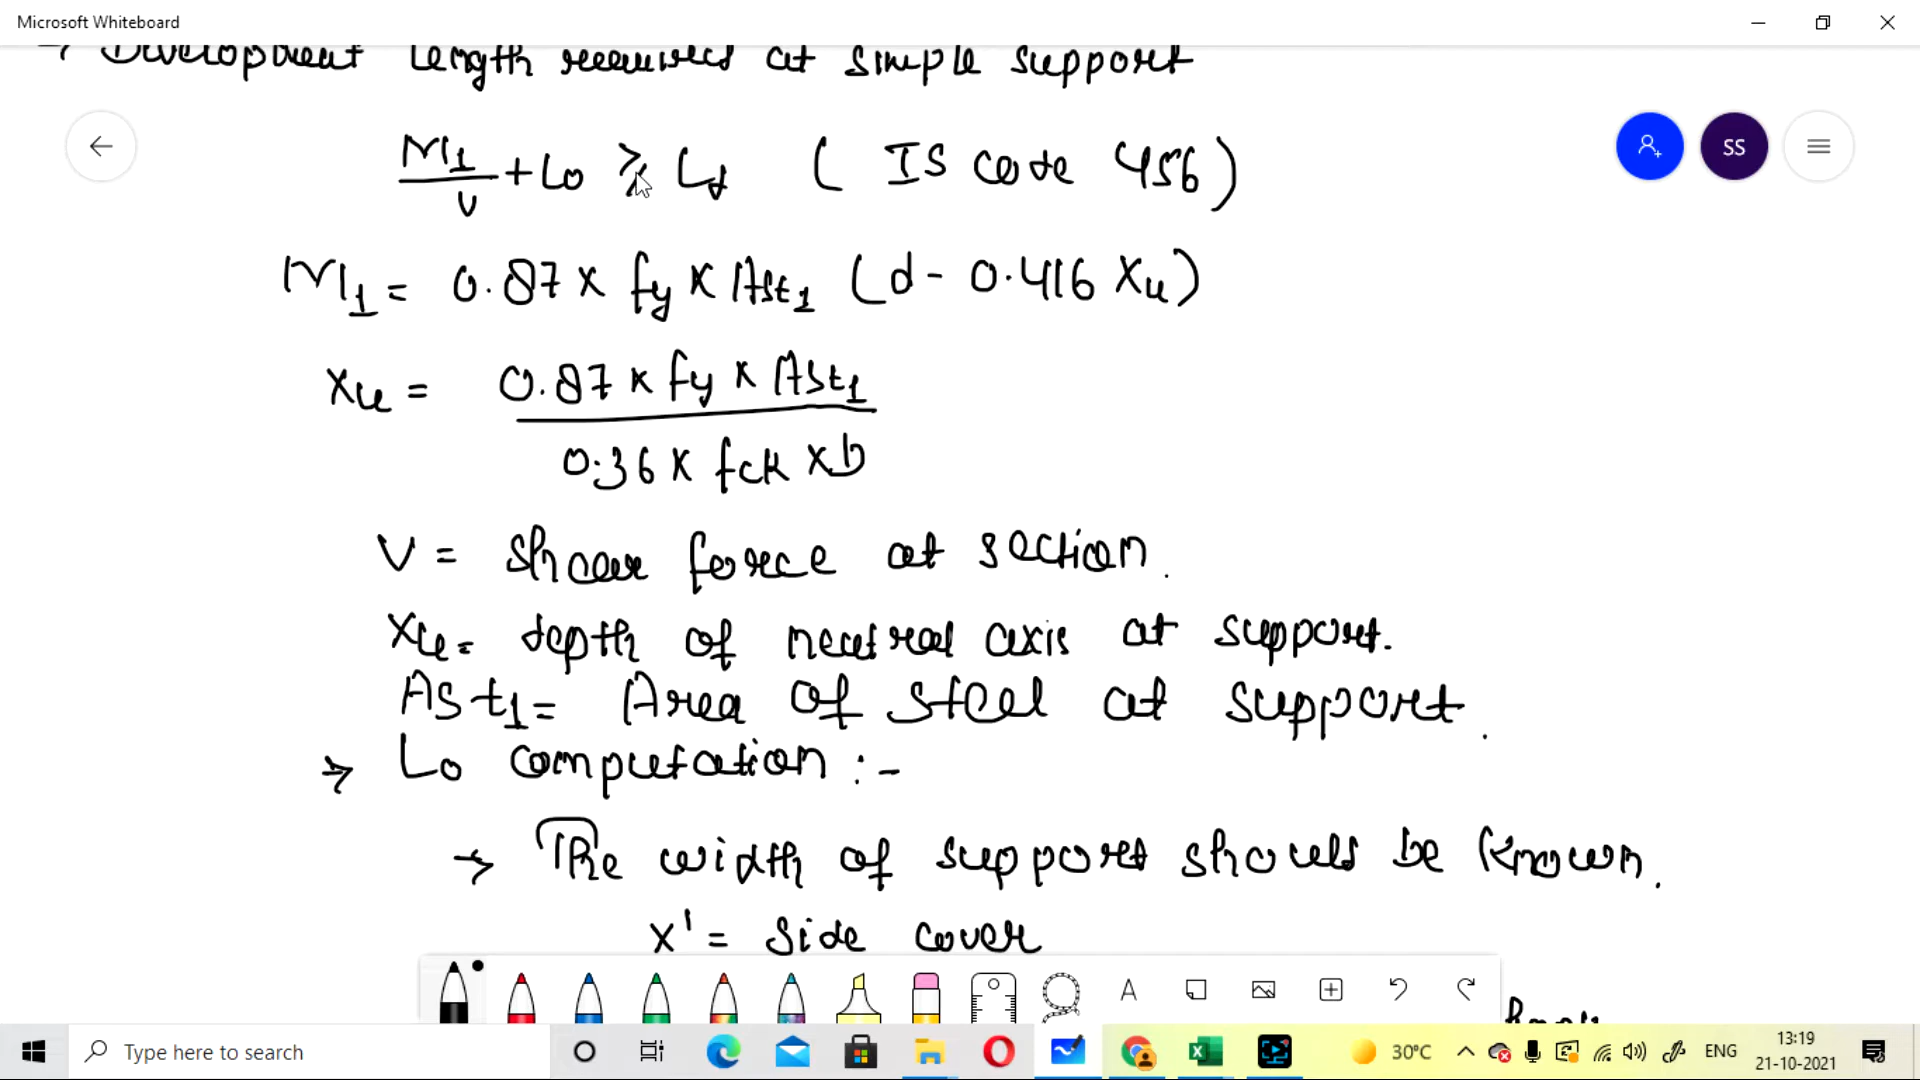 Microsoft Whiteboard
→ Development length required at simple support
M1/V + Lo ≥ Ld ( IS code 456)
SS
M1 = 0.87 x fy x Ast1 (d - 0.416 Xu)
Xu = 0.87 x fy x Ast1 / 0.36 x fck x b
V = Shear force at section.
Xu = depth of neutral axis at support.
Ast1 = Area of steel at support.
→ Lo computation :-
→ The width of support should be known.
x' = Side cover
A
Type here to search
30°C
ENG
13:19
21-10-2021